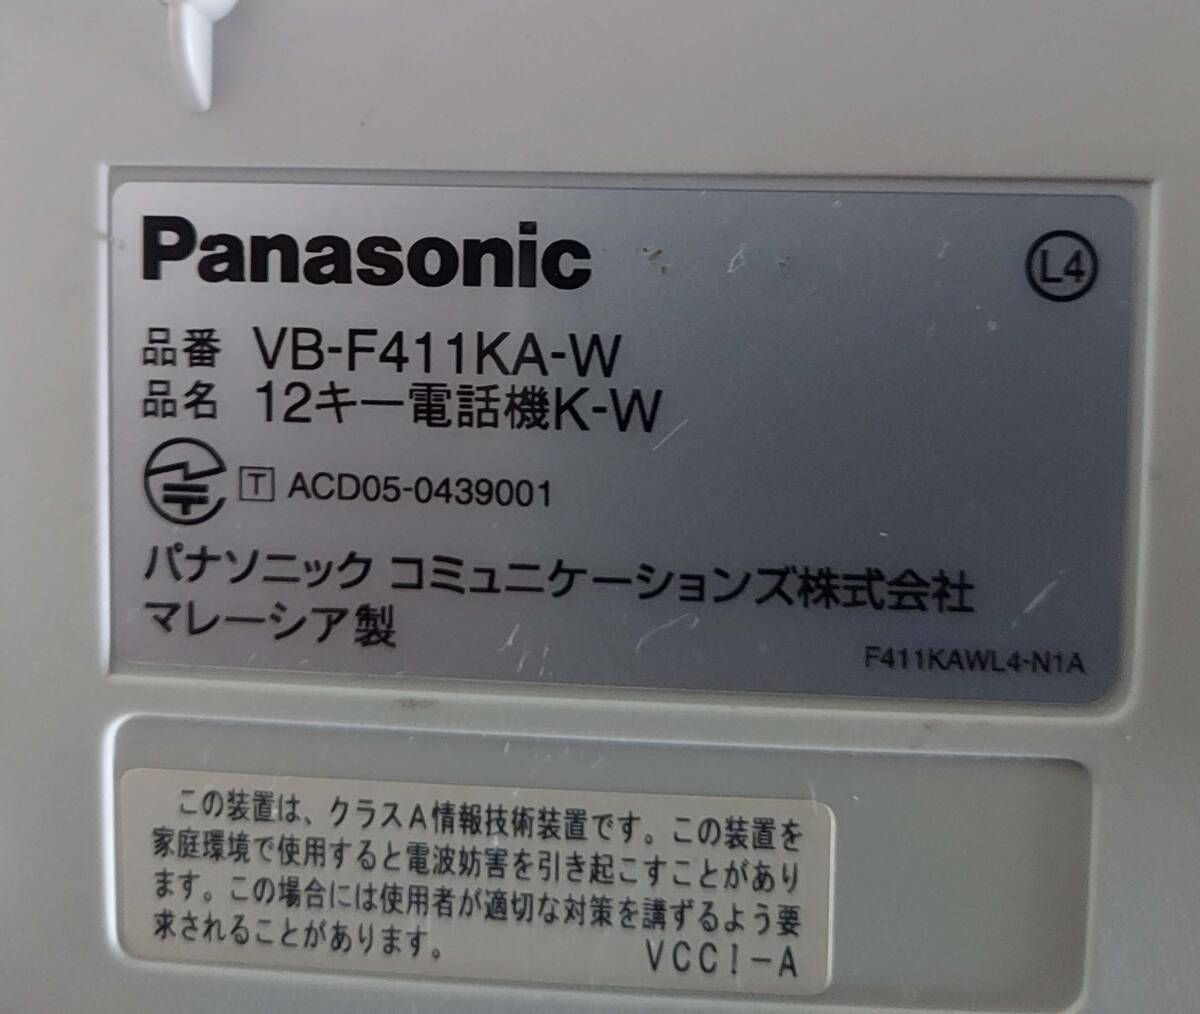 Panasonic
L4
品番 VB-F411KA-W
品名 12キー電話機K-W
T ACD05-0439001
パナソニック コミュニケーションズ株式会社
マレーシア製
F411KAWL4-N1A
この装置は、クラスA情報技術装置です。この装置を
家庭環境で使用すると電波妨害を引き起こすことがあり
ます。この場合には使用者が適切な対策を講ずるよう要
求されることがあります。
VCCI-A